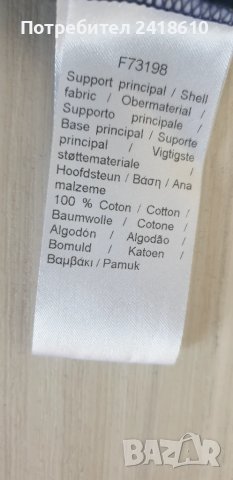 Потребител 2418610
F73198
Support principal / Shell
fabric / Obermaterial /
Supporto principale /
Base principal / Suporte
principal / Vigtigste
støttemateriale /
Hoofdsteun / Βάση / Ana
malzeme
100 % Coton / Cotton /
Baumwolle / Cotone /
Algodón / Algodão /
Bomuld / Katoen /
Βαμβάκι / Pamuk
BAZAR